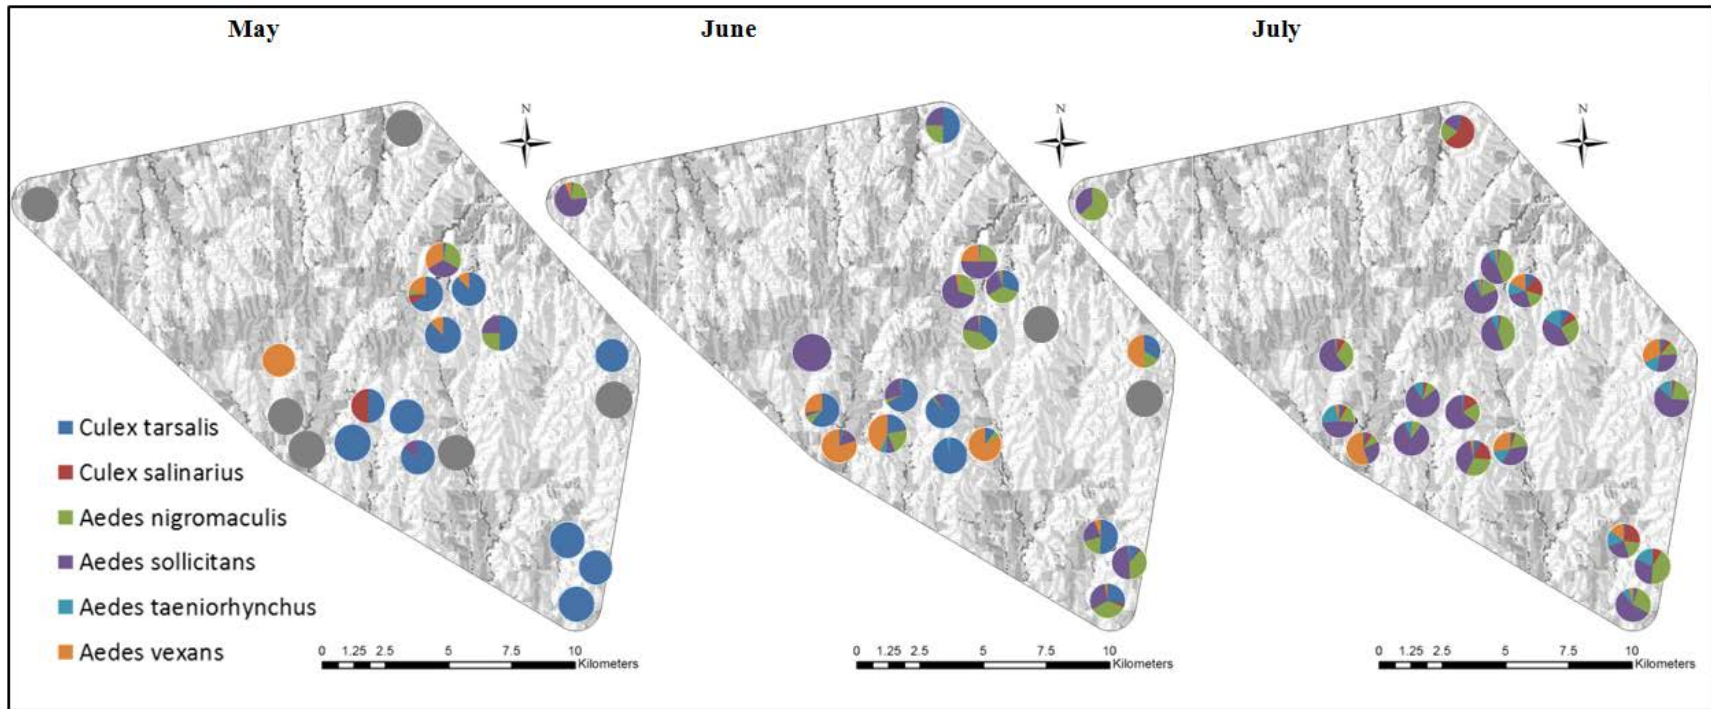 May June July
N N N
Culex tarsalis
Culex salinarius
Aedes nigromaculis
Aedes sollicitans
Aedes taeniorhynchus
Aedes vexans
0 1.25 2.5 5 7.5 10 Kilometers
0 1.25 2.5 5 7.5 10 Kilometers
0 1.25 2.5 5 7.5 10 Kilometers